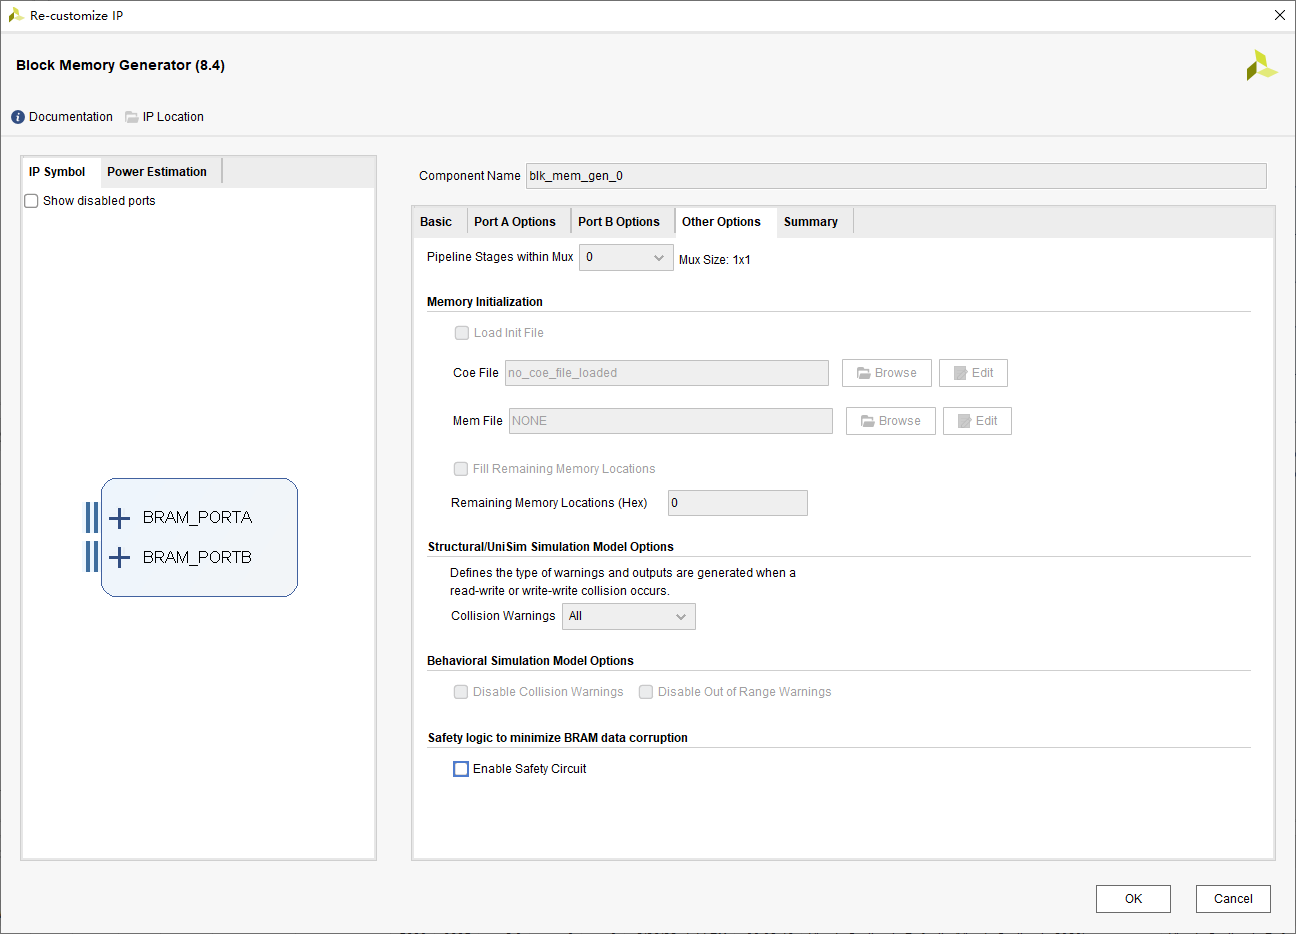 Re-customize IP
Block Memory Generator (8.4)
Documentation IP Location
IP Symbol Power Estimation
Show disabled ports
BRAM_PORTA
BRAM_PORTB
Component Name blk_mem_gen_0
Basic Port A Options Port B Options Other Options Summary
Pipeline Stages within Mux 0 Mux Size: 1x1
Memory Initialization
Load Init File
Coe File no_coe_file_loaded Browse Edit
Mem File NONE Browse Edit
Fill Remaining Memory Locations
Remaining Memory Locations (Hex) 0
Structural/UniSim Simulation Model Options
Defines the type of warnings and outputs are generated when a
read-write or write-write collision occurs.
Collision Warnings All
Behavioral Simulation Model Options
Disable Collision Warnings Disable Out of Range Warnings
Safety logic to minimize BRAM data corruption
Enable Safety Circuit
OK Cancel